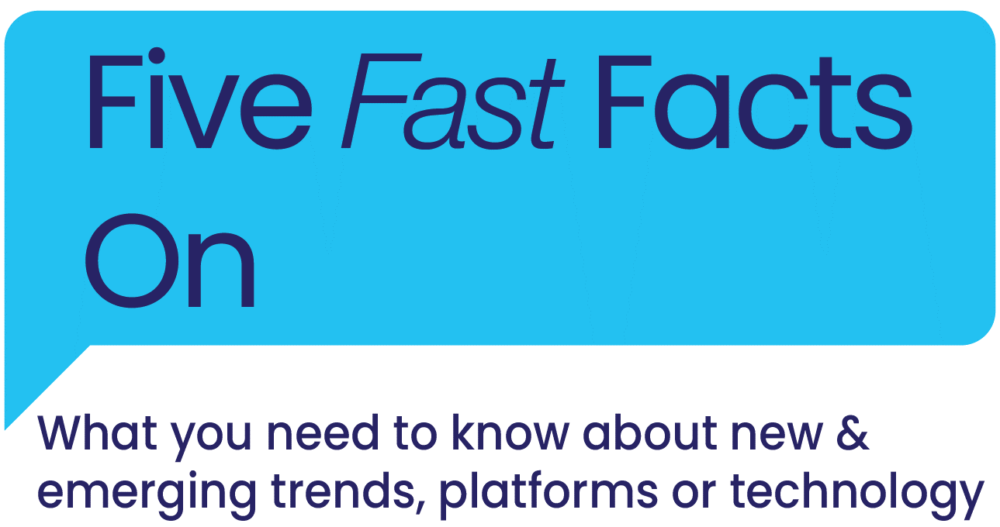 Five Fast Facts
On
What you need to know about new &
emerging trends, platforms or technology